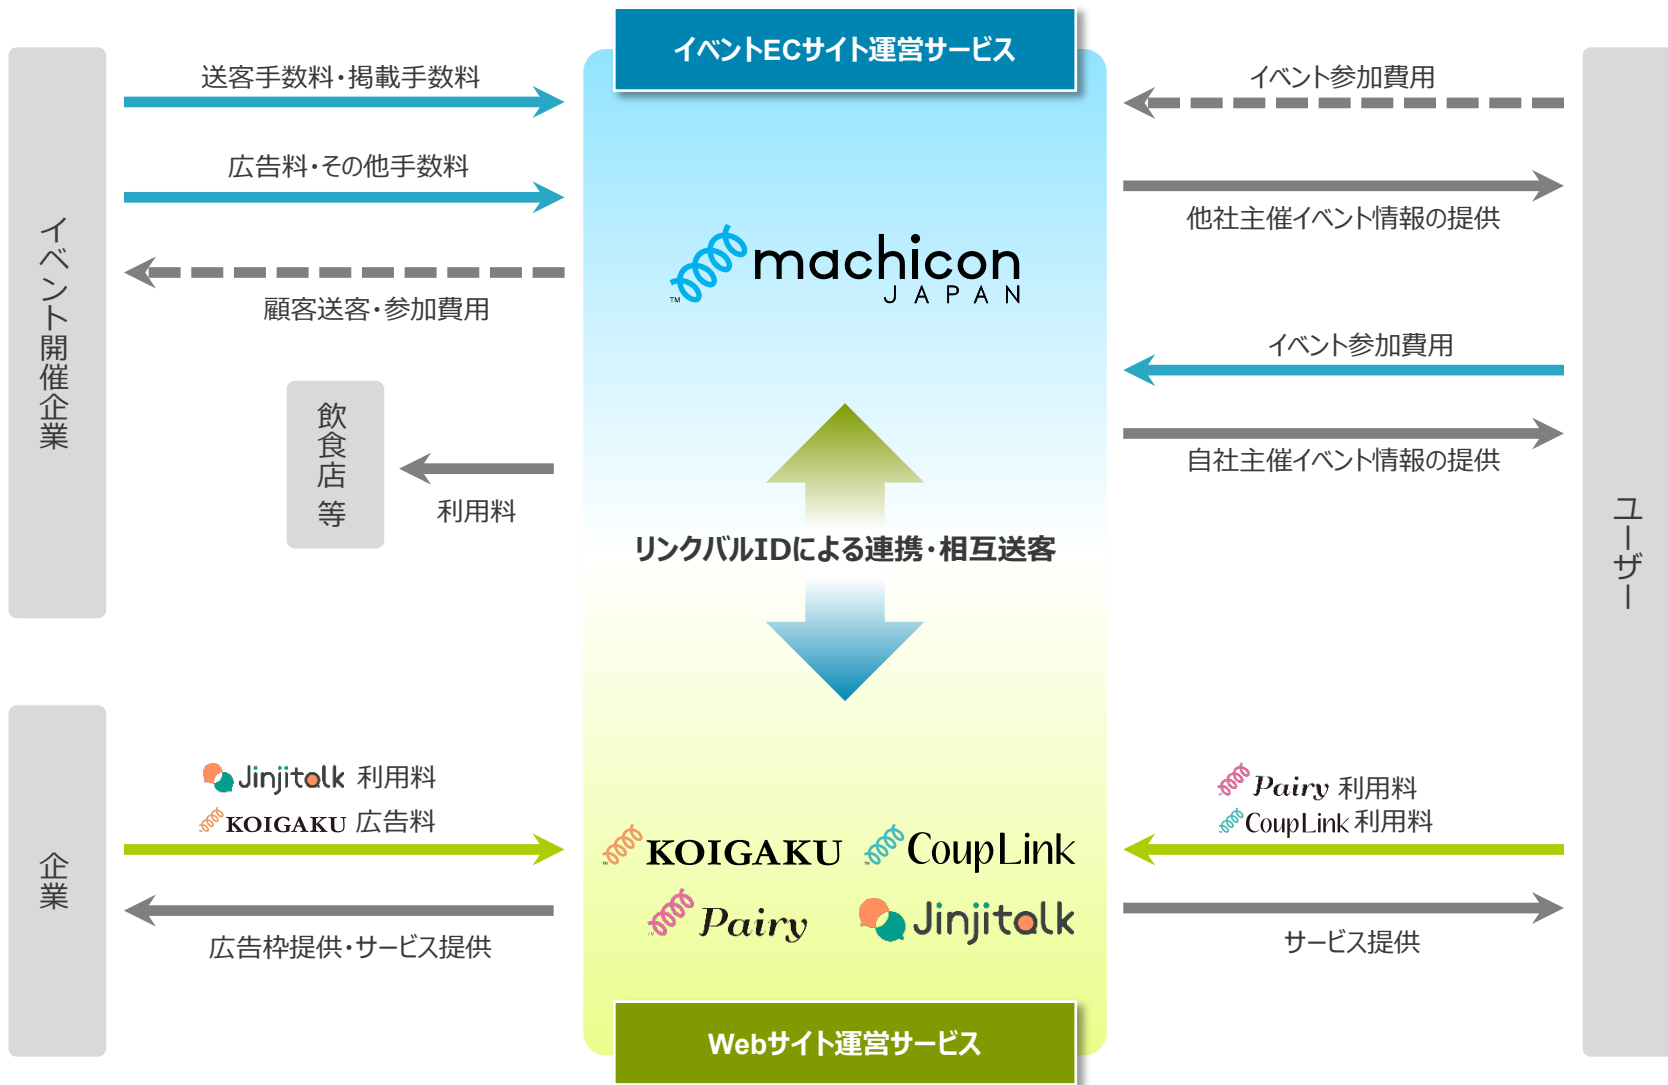 イベントECサイト運営サービス
イベント開催企業
送客手数料・掲載手数料
広告料・その他手数料
顧客送客・参加費用
飲食店等
利用料
machicon
JAPAN
TM
イベント参加費用
他社主催イベント情報の提供
イベント参加費用
自社主催イベント情報の提供
ユーザー
リンクバルIDによる連携・相互送客
企業
Jinjitalk 利用料
KOIGAKU 広告料
広告枠提供・サービス提供
KOIGAKU
CoupLink
Pairy
Jinjitalk
Pairy 利用料
CoupLink 利用料
サービス提供
Webサイト運営サービス